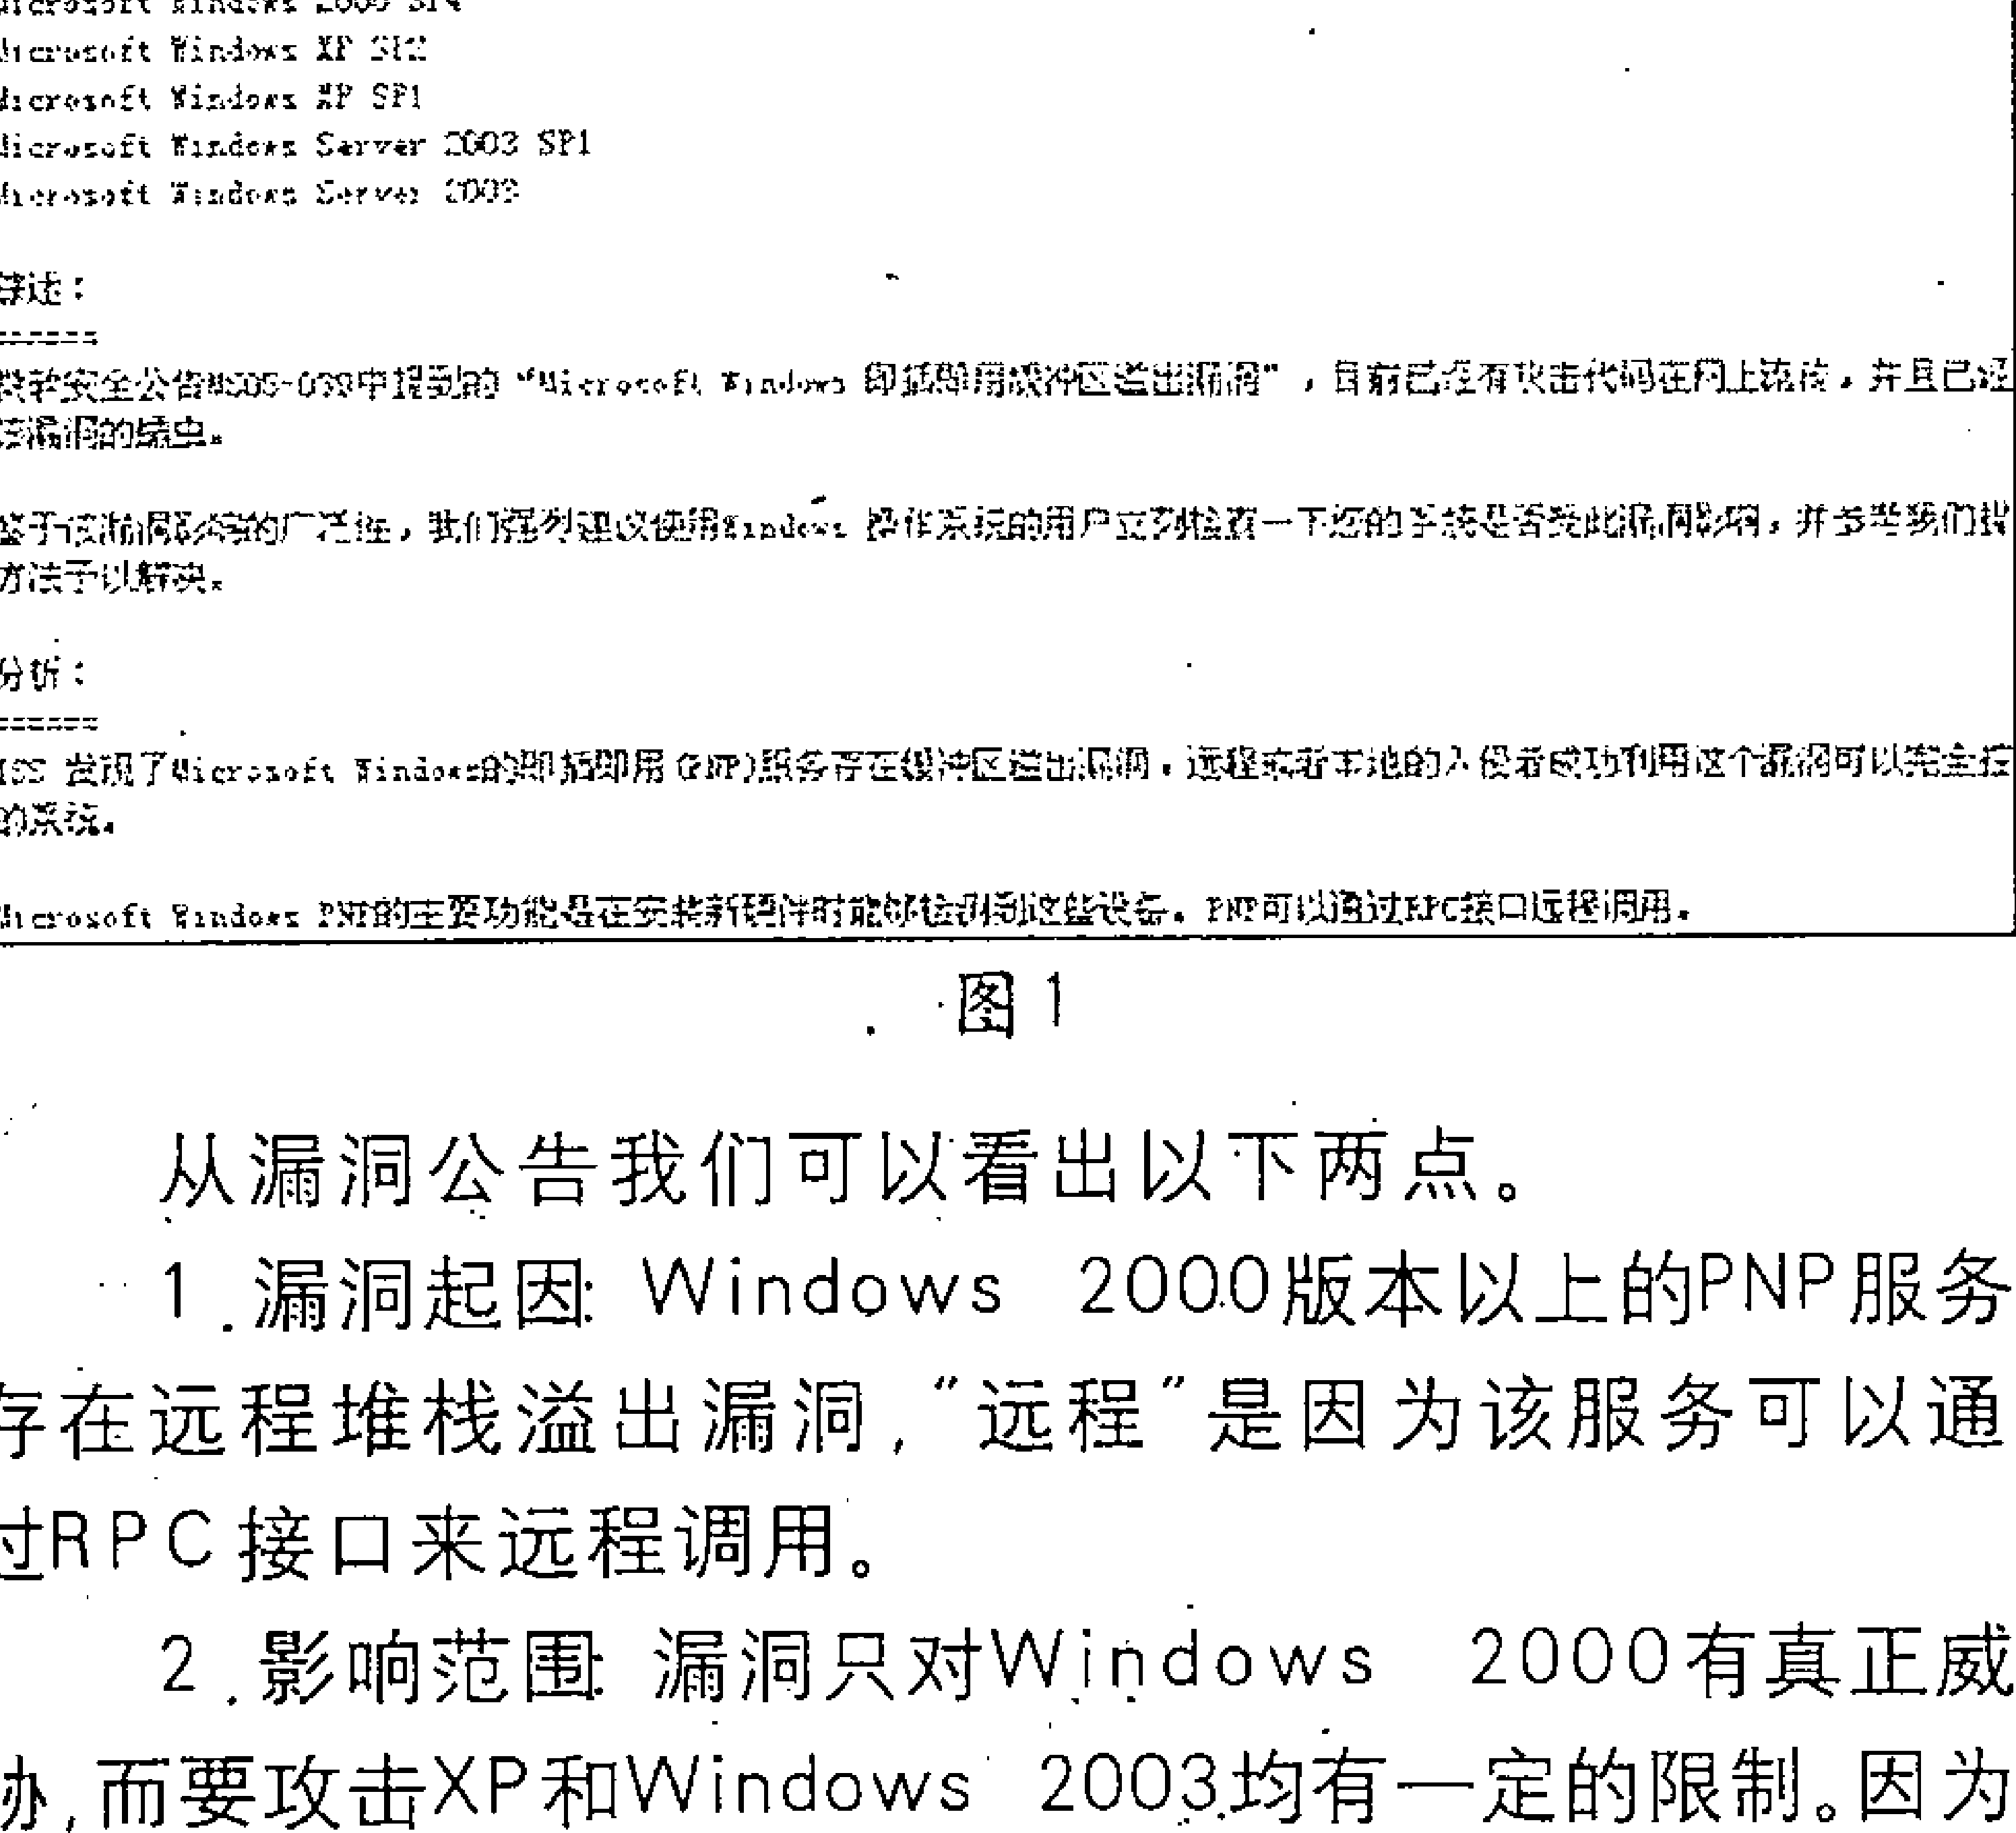 Microsoft Windows 2000 SP4
Microsoft Windows XP SP2
Microsoft Windows XP SP1
Microsoft Windows Server 2003 SP1
Microsoft Windows Server 2003
述：
======
安全公告MS05-039中提到的“Microsoft Windows 即插即用缓冲区溢出漏洞”，目前已经有攻击代码在网上流传，并且已经
该漏洞的蠕虫。
鉴于该漏洞影响的广泛性，我们强烈建议使用Windows 操作系统的用户立刻检查一下您的系统是否受此漏洞影响，并参考我们提
方法予以解决。
分析：
======
ISS 发现了Microsoft Windows的即插即用(PNP)服务存在缓冲区溢出漏洞，远程或者本地的入侵者成功利用这个漏洞可以完全控
的系统。
Microsoft Windows PNP的主要功能是在安装新硬件时能够检测到这些设备。PNP可以通过RPC接口远程调用。
图1
从漏洞公告我们可以看出以下两点。
1.漏洞起因: Windows 2000版本以上的PNP服务
存在远程堆栈溢出漏洞,“远程”是因为该服务可以通
过RPC接口来远程调用。
2.影响范围: 漏洞只对Windows 2000有真正威
胁,而要攻击XP和Windows 2003均有一定的限制。因为